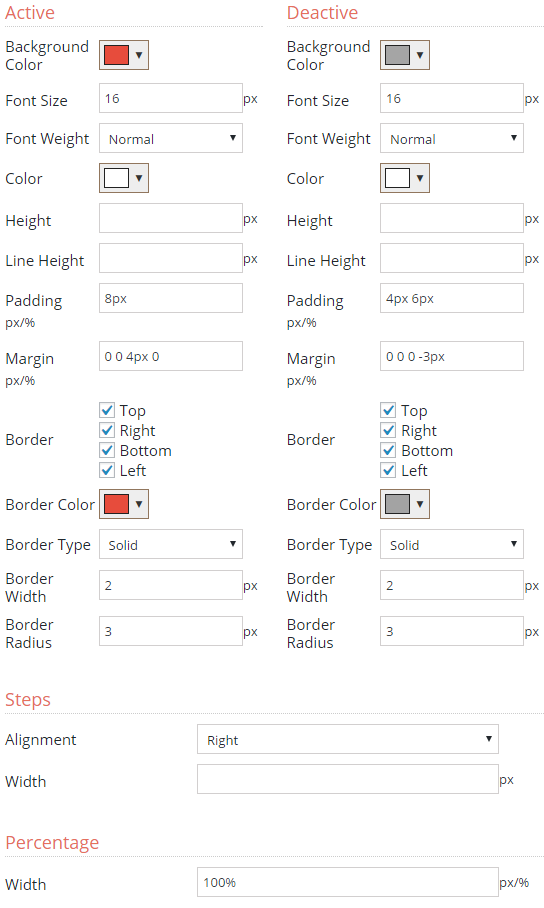 Active Deactive
Background Color Background Color
Font Size 16 px Font Size 16 px
Font Weight Normal Font Weight Normal
Color Color
Height px Height px
Line Height px Line Height px
Padding px/% 8px Padding px/% 4px 6px
Margin px/% 0 0 4px 0 Margin px/% 0 0 0 -3px
Border Top Right Bottom Left Border Top Right Bottom Left
Border Color Border Color
Border Type Solid Border Type Solid
Border Width 2 px Border Width 2 px
Border Radius 3 px Border Radius 3 px
Steps
Alignment Right
Width px
Percentage
Width 100% px/%